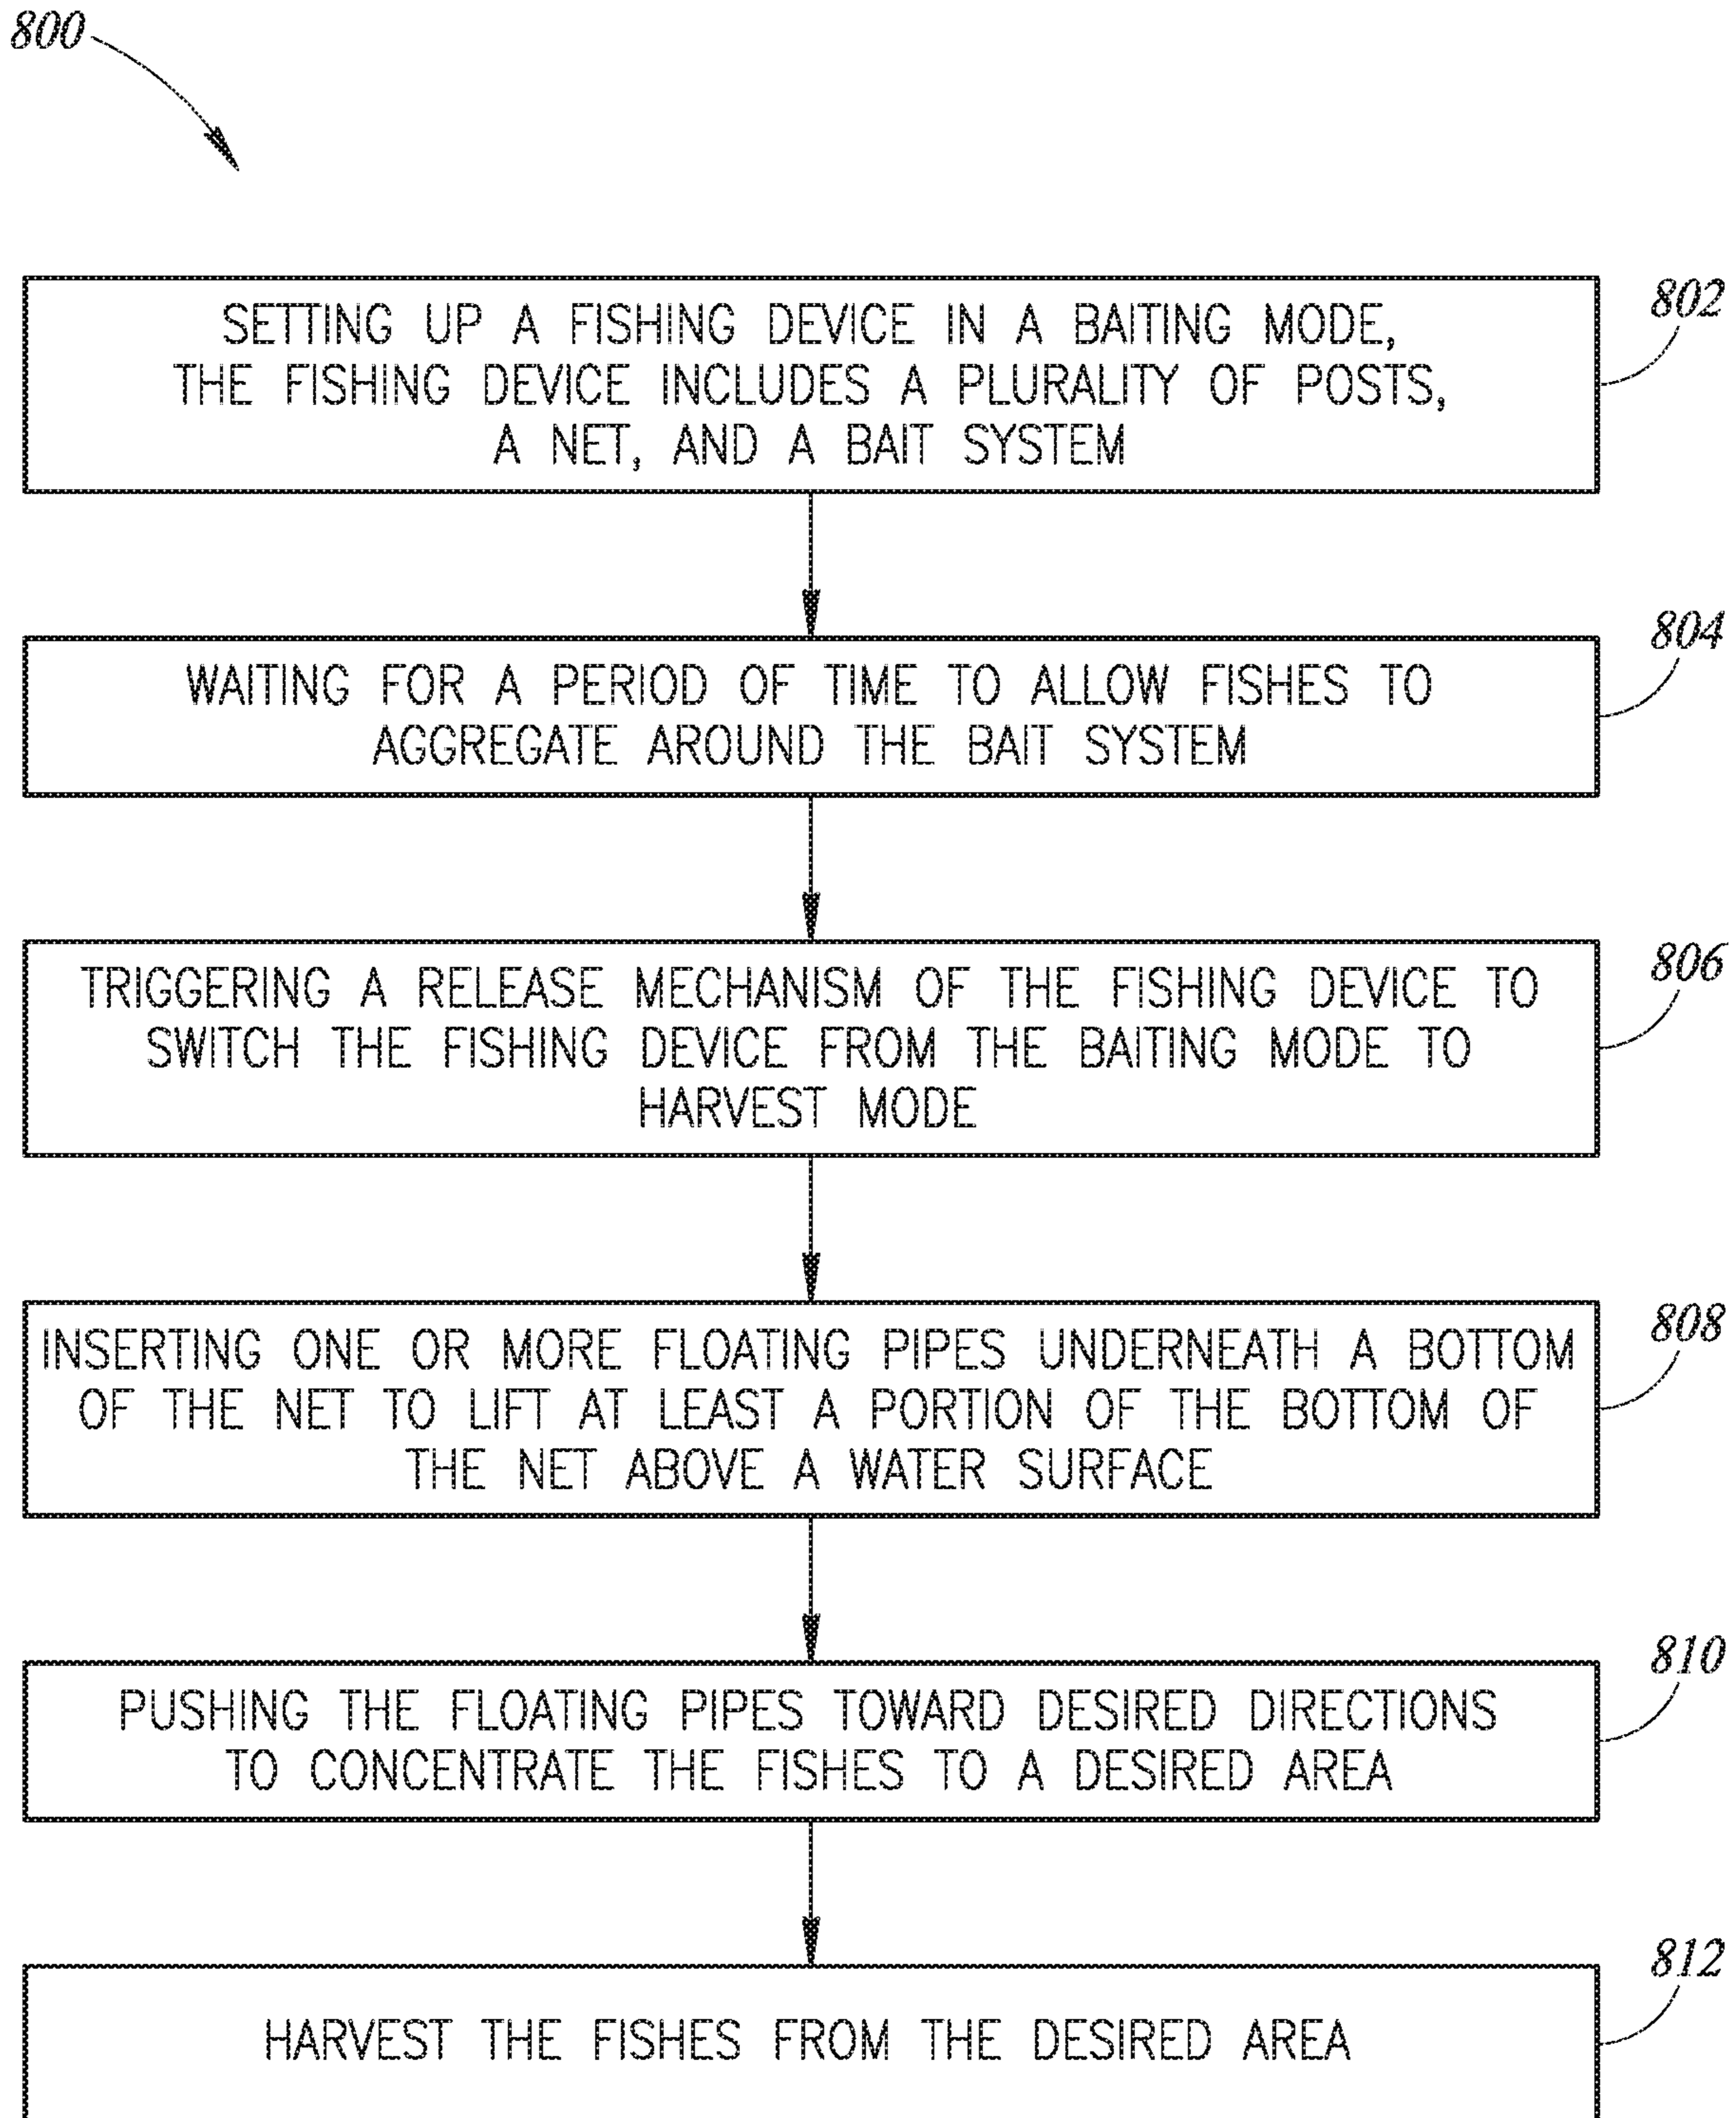 800
SETTING UP A FISHING DEVICE IN A BAITING MODE,
THE FISHING DEVICE INCLUDES A PLURALITY OF POSTS,
A NET, AND A BAIT SYSTEM
802
WAITING FOR A PERIOD OF TIME TO ALLOW FISHES TO
AGGREGATE AROUND THE BAIT SYSTEM
804
TRIGGERING A RELEASE MECHANISM OF THE FISHING DEVICE TO
SWITCH THE FISHING DEVICE FROM THE BAITING MODE TO
HARVEST MODE
806
INSERTING ONE OR MORE FLOATING PIPES UNDERNEATH A BOTTOM
OF THE NET TO LIFT AT LEAST A PORTION OF THE BOTTOM OF
THE NET ABOVE A WATER SURFACE
808
PUSHING THE FLOATING PIPES TOWARD DESIRED DIRECTIONS
TO CONCENTRATE THE FISHES TO A DESIRED AREA
810
HARVEST THE FISHES FROM THE DESIRED AREA
812